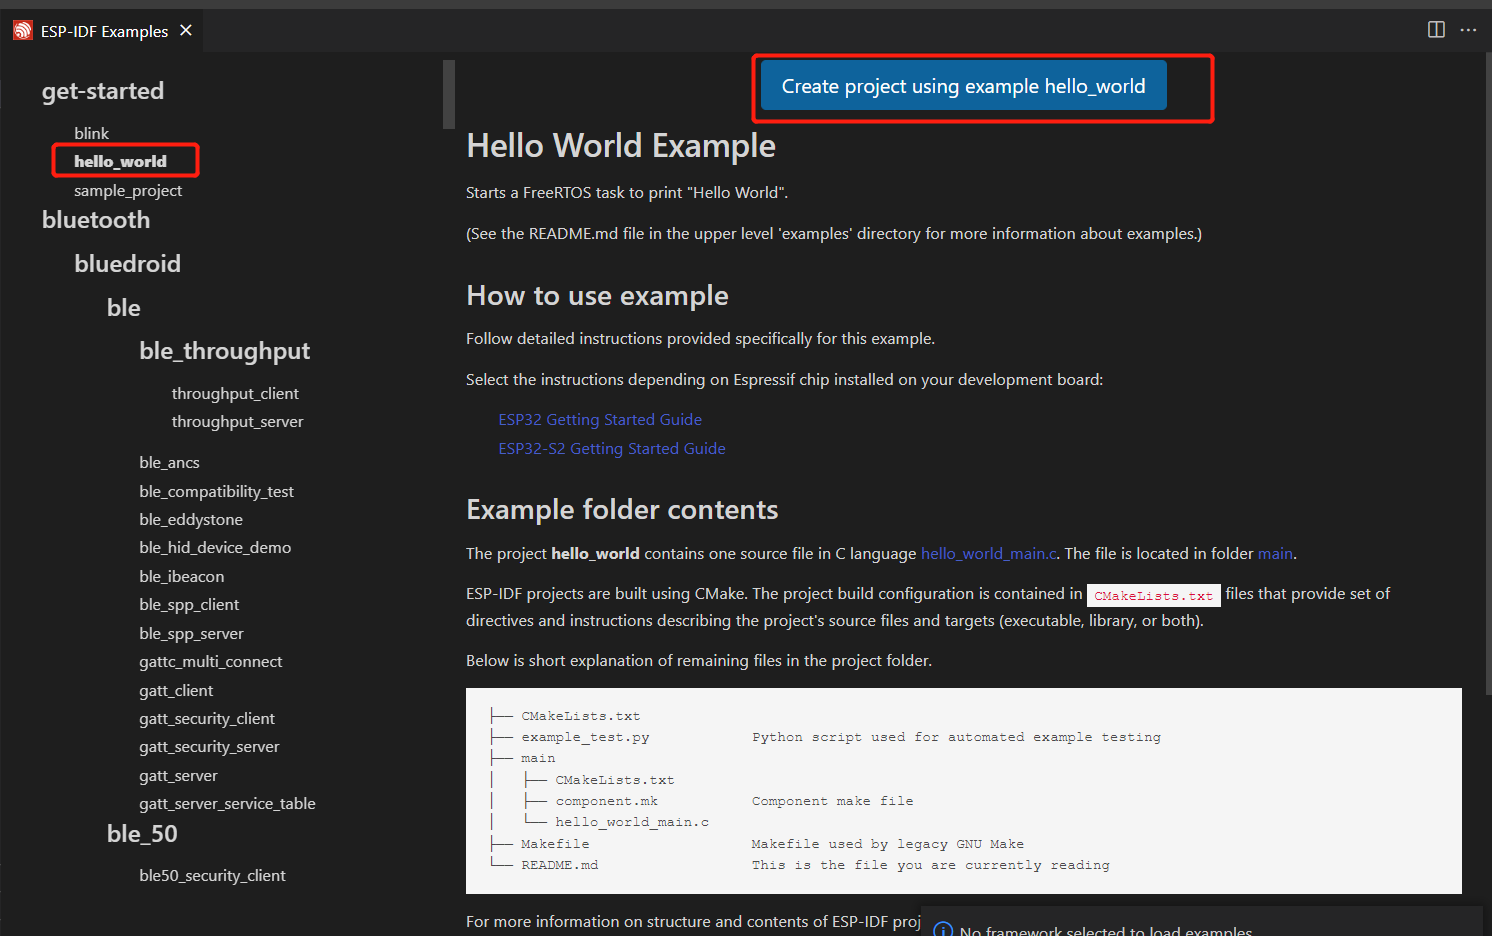 ESP-IDF Examples
get-started
blink
hello_world
sample_project
bluetooth
bluedroid
ble
ble_throughput
throughput_client
throughput_server
ble_ancs
ble_compatibility_test
ble_eddystone
ble_hid_device_demo
ble_ibeacon
ble_spp_client
ble_spp_server
gattc_multi_connect
gatt_client
gatt_security_client
gatt_security_server
gatt_server
gatt_server_service_table
ble_50
ble50_security_client
Create project using example hello_world
Hello World Example
Starts a FreeRTOS task to print "Hello World".
(See the README.md file in the upper level 'examples' directory for more information about examples.)
How to use example
Follow detailed instructions provided specifically for this example.
Select the instructions depending on Espressif chip installed on your development board:
ESP32 Getting Started Guide
ESP32-S2 Getting Started Guide
Example folder contents
The project hello_world contains one source file in C language hello_world_main.c. The file is located in folder main.
ESP-IDF projects are built using CMake. The project build configuration is contained in CMakeLists.txt files that provide set of
directives and instructions describing the project's source files and targets (executable, library, or both).
Below is short explanation of remaining files in the project folder.
├── CMakeLists.txt
├── example_test.py            Python script used for automated example testing
├── main
│   ├── CMakeLists.txt
│   ├── component.mk           Component make file
│   └── hello_world_main.c
├── Makefile                   Makefile used by legacy GNU Make
└── README.md                  This is the file you are currently reading
For more information on structure and contents of ESP-IDF proj
No framework selected to load examples